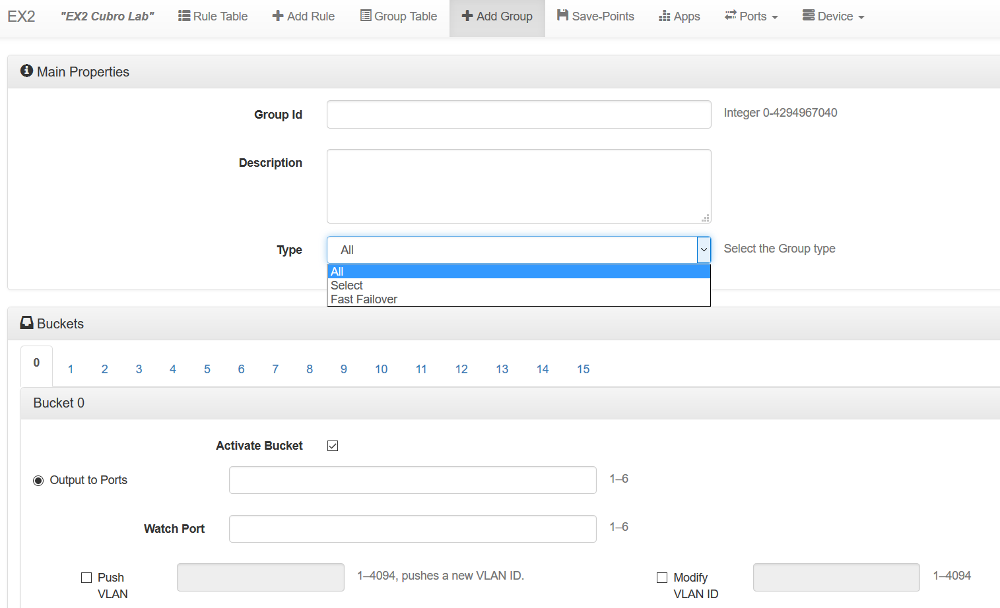 EX2 "EX2 Cubro Lab" Rule Table Add Rule Group Table Add Group Save-Points Apps Ports Device
Main Properties
Group Id Integer 0-4294967040
Description
Type All Select the Group type
All
Select
Fast Failover
Buckets
0 1 2 3 4 5 6 7 8 9 10 11 12 13 14 15
Bucket 0
Activate Bucket
Output to Ports 1–6
Watch Port 1–6
Push 1–4094, pushes a new VLAN ID. Modify 1–4094
VLAN VLAN ID